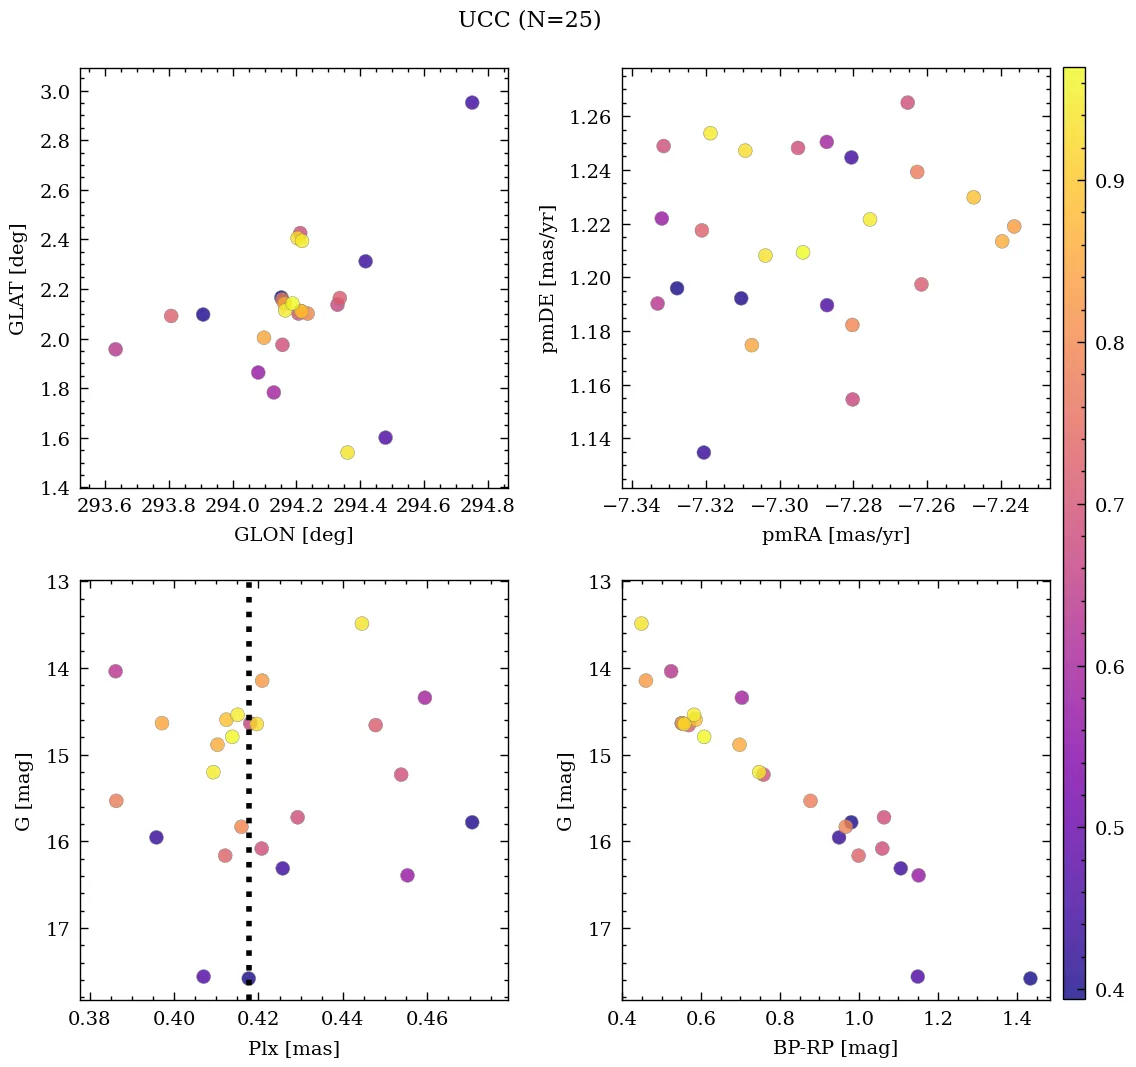 UCC (N=25)
3.0
2.8
2.6
2.4
2.2
2.0
1.8
1.6
1.4
GLAT [deg]
293.6 293.8 294.0 294.2 294.4 294.6 294.8
GLON [deg]
1.26
1.24
1.22
1.20
1.18
1.16
1.14
pmDE [mas/yr]
−7.34 −7.32 −7.30 −7.28 −7.26 −7.24
pmRA [mas/yr]
13
14
15
16
17
G [mag]
0.38 0.40 0.42 0.44 0.46
Plx [mas]
13
14
15
16
17
G [mag]
0.4 0.6 0.8 1.0 1.2 1.4
BP-RP [mag]
0.9
0.8
0.7
0.6
0.5
0.4